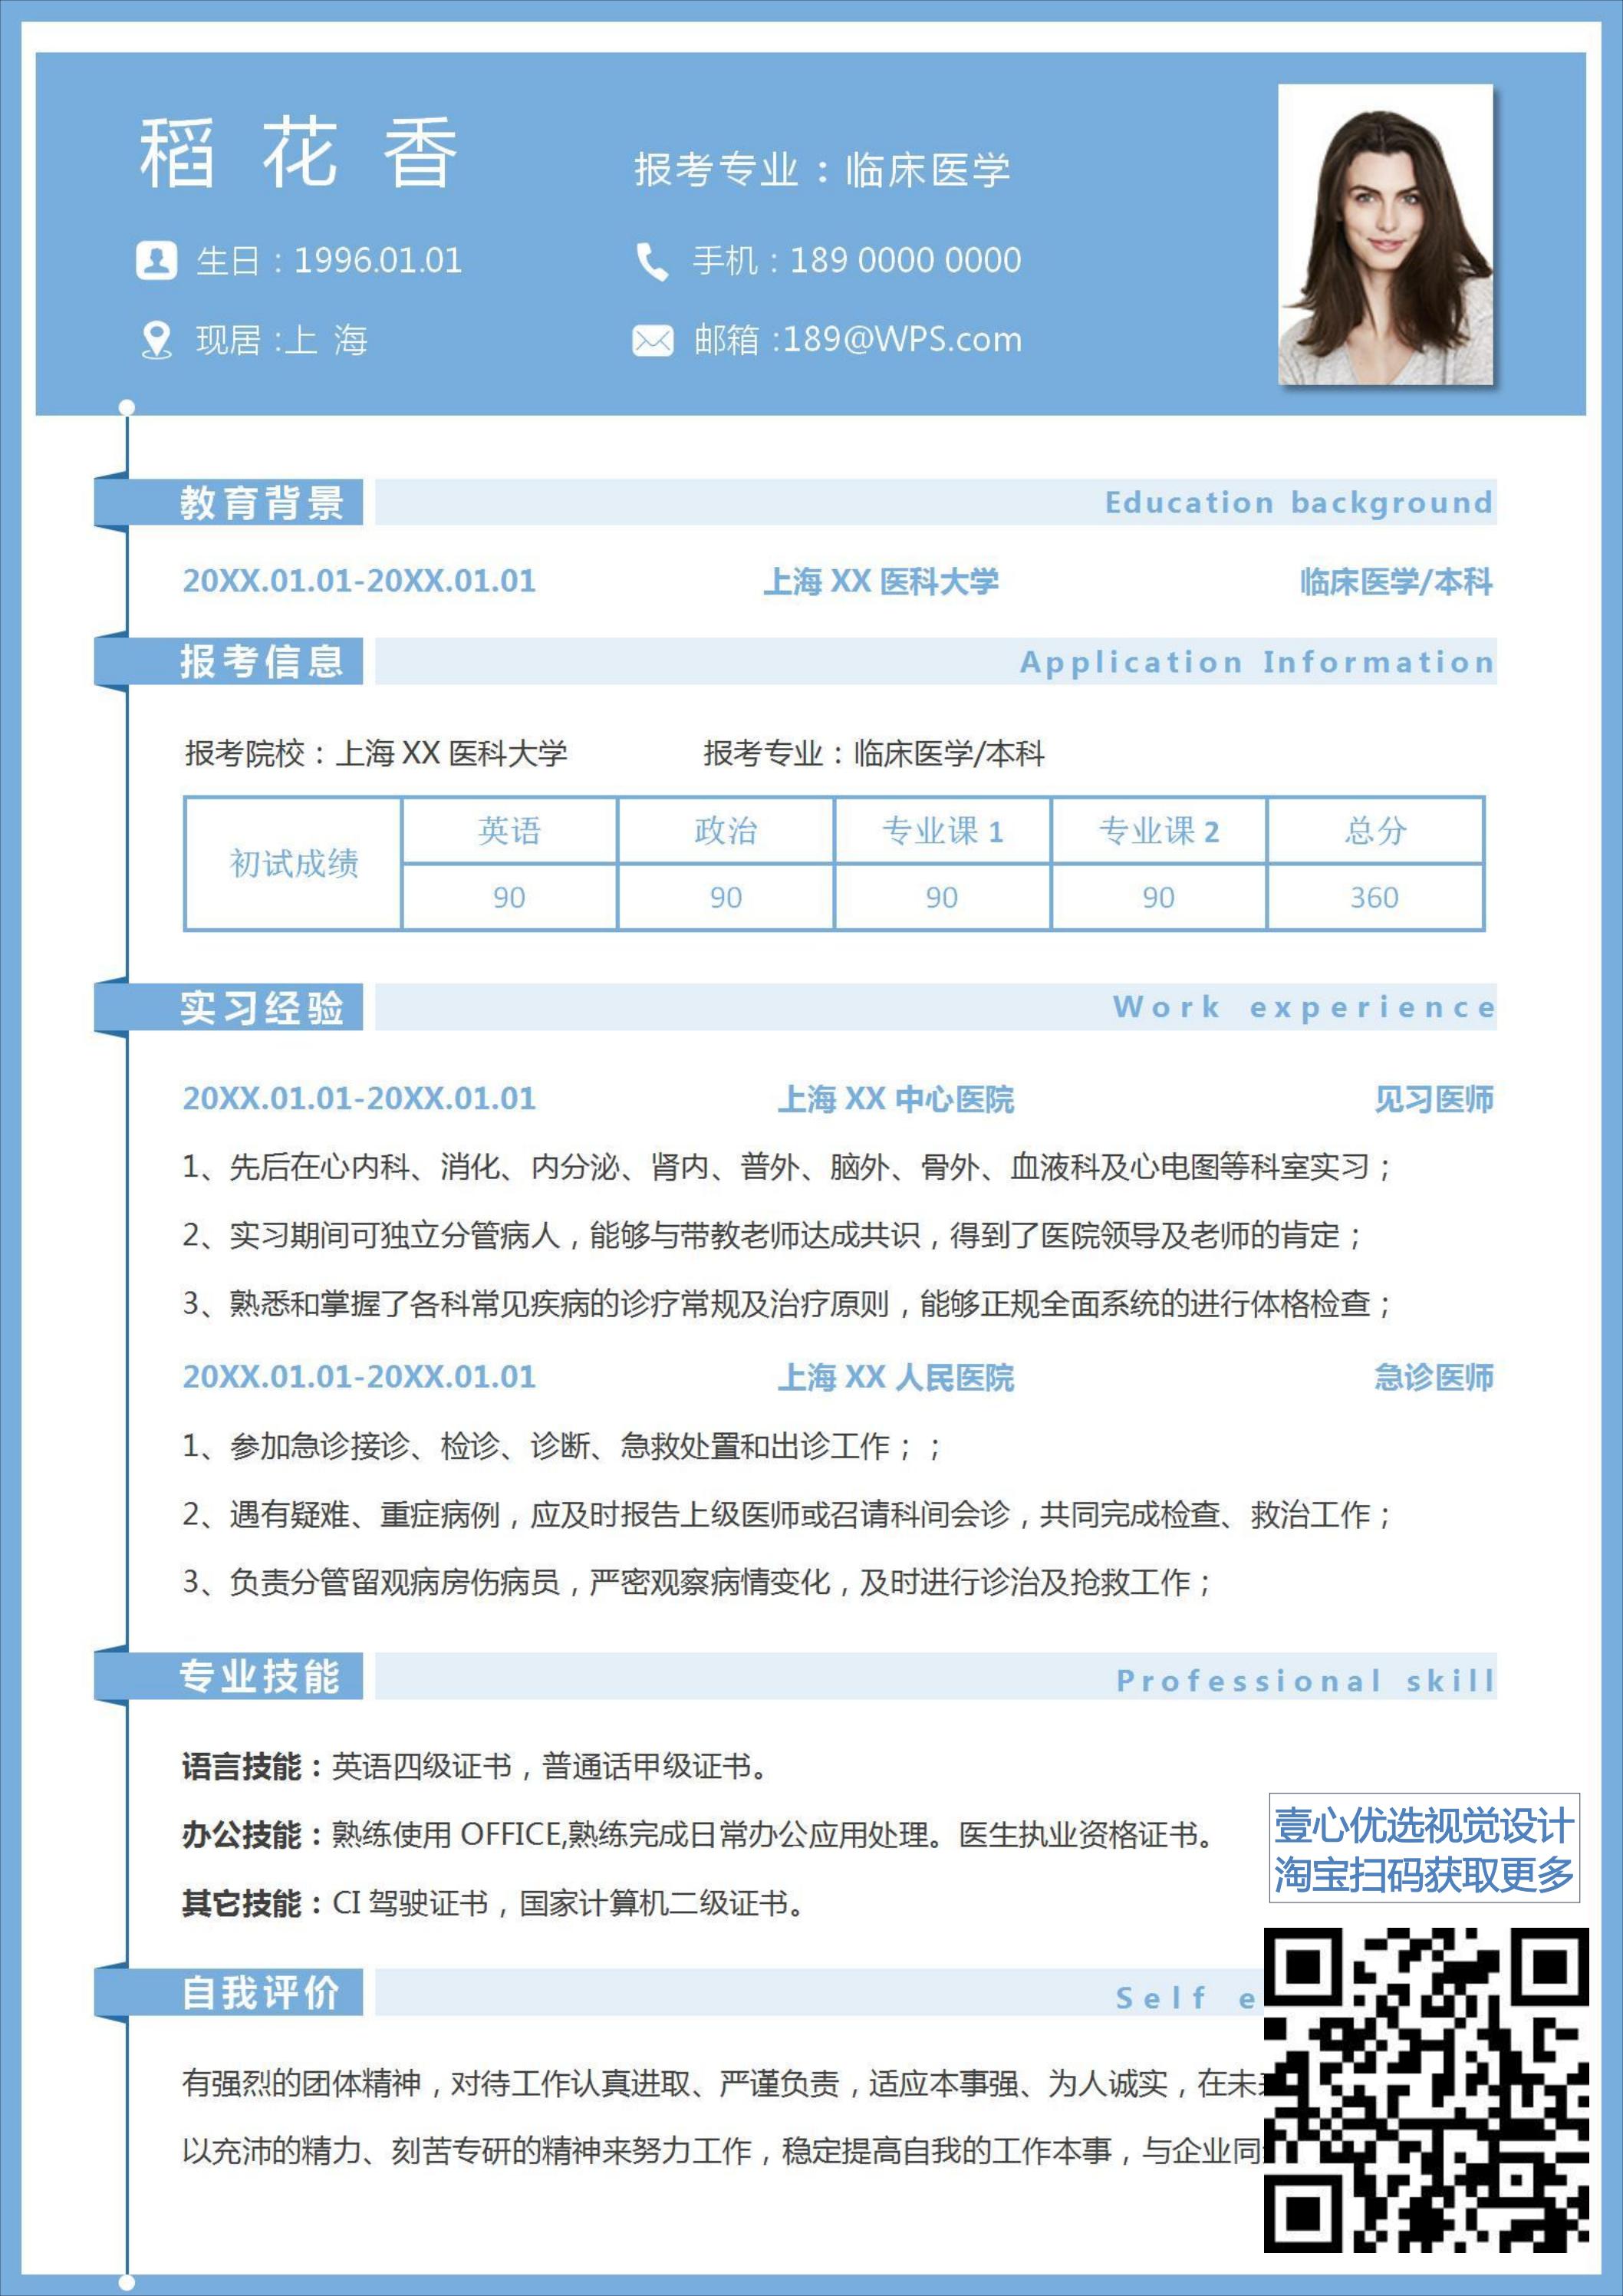 稻花香
报考专业：临床医学
生日：1996.01.01
手机：189 0000 0000
现居:上 海
邮箱:189@WPS.com
教育背景 Education background
20XX.01.01-20XX.01.01 上海 XX 医科大学 临床医学/本科
报考信息 Application Information
报考院校：上海 XX 医科大学 报考专业：临床医学/本科
初试成绩 英语 政治 专业课 1 专业课 2 总分
90 90 90 90 360
实习经验 Work experience
20XX.01.01-20XX.01.01 上海 XX 中心医院 见习医师
1、先后在心内科、消化、内分泌、肾内、普外、脑外、骨外、血液科及心电图等科室实习；
2、实习期间可独立分管病人，能够与带教老师达成共识，得到了医院领导及老师的肯定；
3、熟悉和掌握了各科常见疾病的诊疗常规及治疗原则，能够正规全面系统的进行体格检查；
20XX.01.01-20XX.01.01 上海 XX 人民医院 急诊医师
1、参加急诊接诊、检诊、诊断、急救处置和出诊工作；；
2、遇有疑难、重症病例，应及时报告上级医师或召请科间会诊，共同完成检查、救治工作；
3、负责分管留观病房伤病员，严密观察病情变化，及时进行诊治及抢救工作；
专业技能 Professional skill
语言技能：英语四级证书，普通话甲级证书。
办公技能：熟练使用 OFFICE,熟练完成日常办公应用处理。医生执业资格证书。
其它技能：CI 驾驶证书，国家计算机二级证书。
壹心优选视觉设计
淘宝扫码获取更多
自我评价 Self e
有强烈的团体精神，对待工作认真进取、严谨负责，适应本事强、为人诚实，在未
以充沛的精力、刻苦专研的精神来努力工作，稳定提高自我的工作本事，与企业同